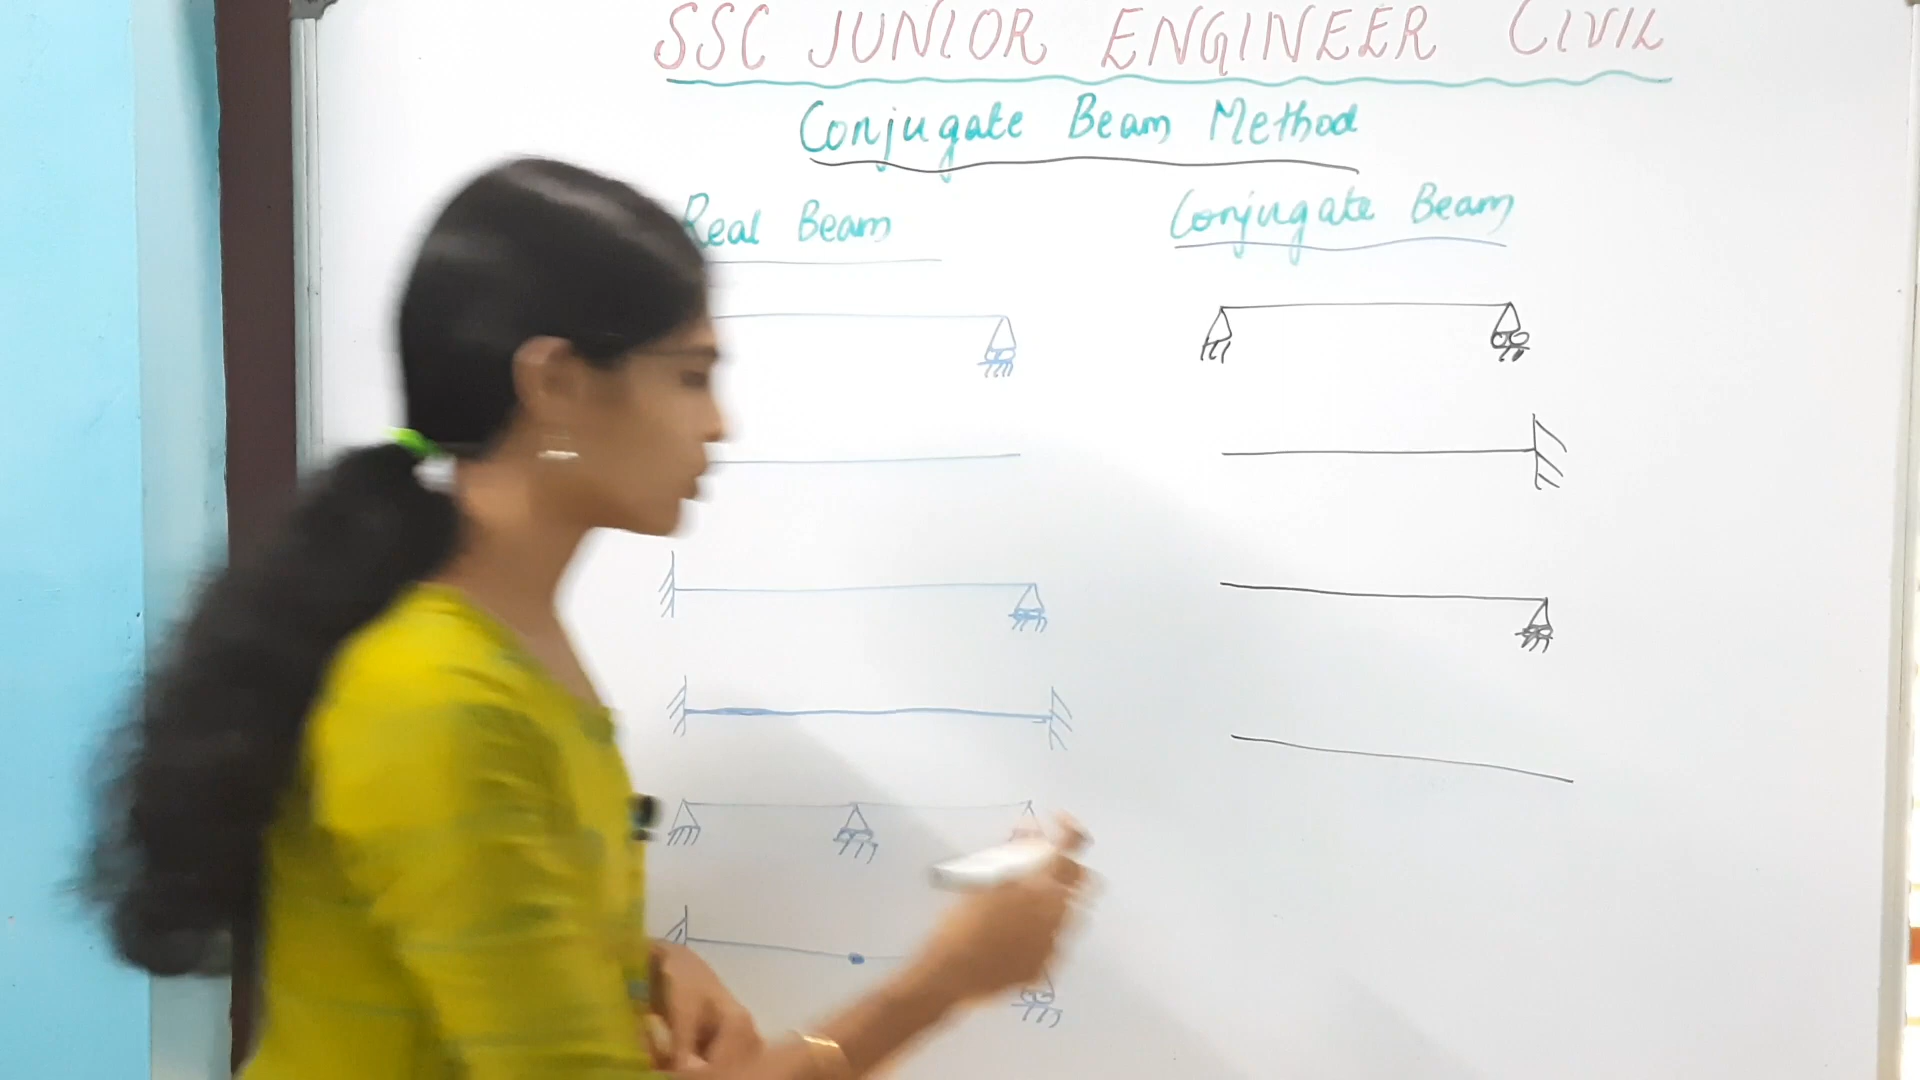 SSC JUNIOR ENGINEER CIVIL
Conjugate Beam Method
Real Beam
Conjugate Beam